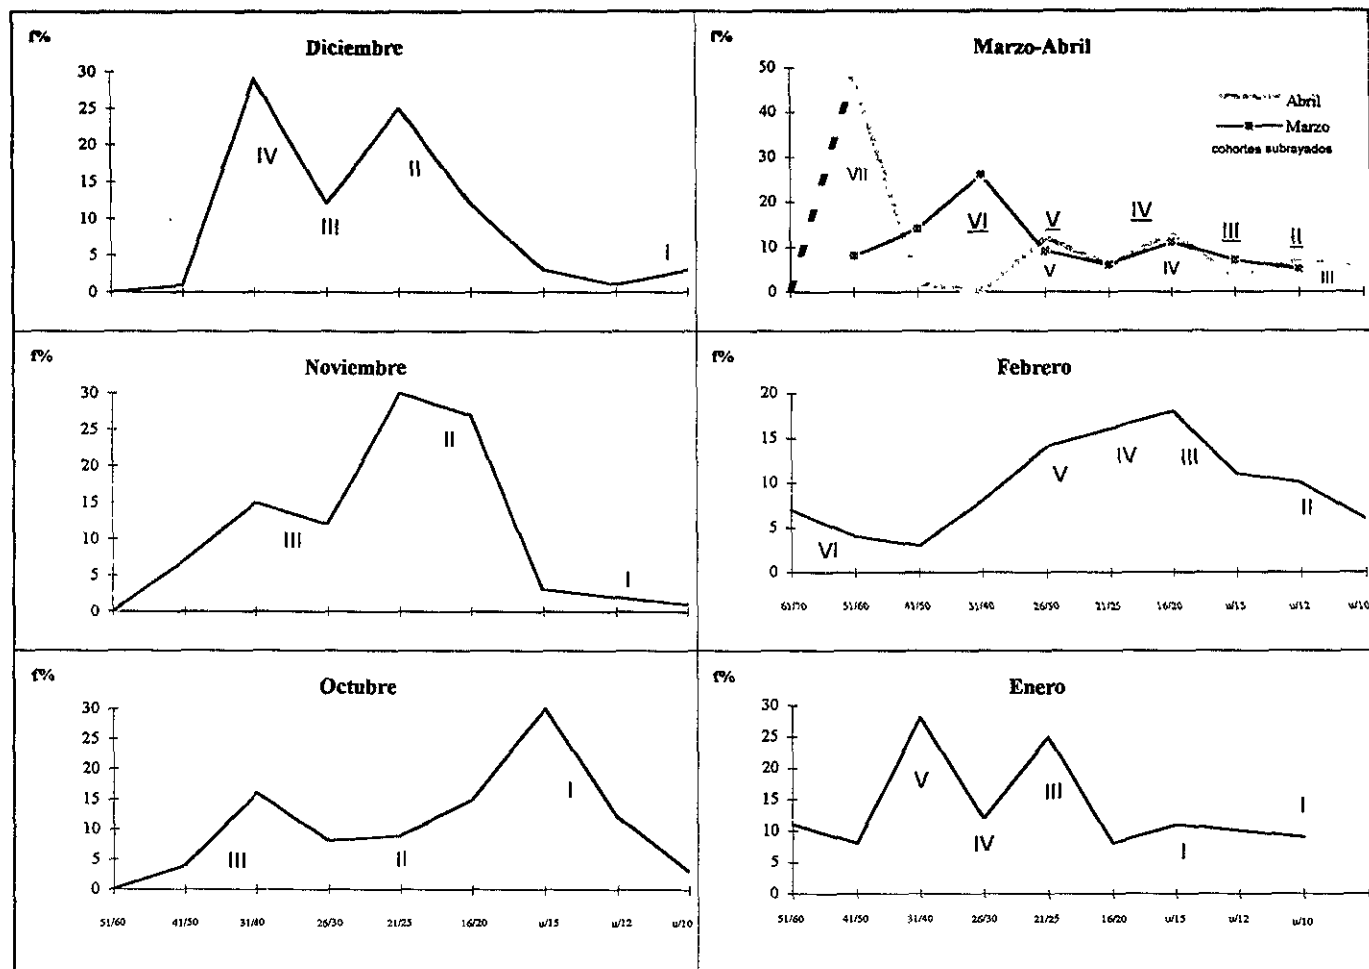 f%
Diciembre
30
25
20
15
10
5
0
IV
III
II
I
f%
Marzo-Abril
50
40
30
20
10
0
Abril
Marzo
cohortes subrayados
VII
VI
V
IV
III
II
V
IV
III
f%
Noviembre
30
25
20
15
10
5
0
III
II
I
f%
Febrero
20
15
10
5
0
VI
V
IV
III
II
61/70 51/60 41/50 31/40 26/30 21/25 16/20 u/15 u/12 u/10
f%
Octubre
30
25
20
15
10
5
0
III
II
I
51/60 41/50 31/40 26/30 21/25 16/20 u/15 u/12 u/10
f%
Enero
30
25
20
15
10
5
0
V
IV
III
I
I
51/60 41/50 31/40 26/30 21/25 16/20 u/15 u/12 u/10